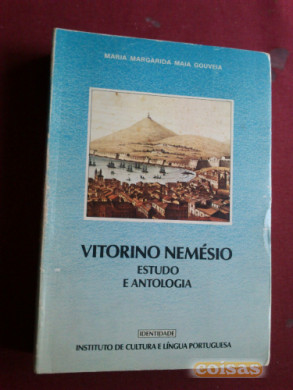 MARIA MARGARIDA MAIA GOUVEIA
VITORINO NEMÉSIO
ESTUDO
E ANTOLOGIA
IDENTIDADE
INSTITUTO DE CULTURA E LÍNGUA PORTUGUESA
coisas